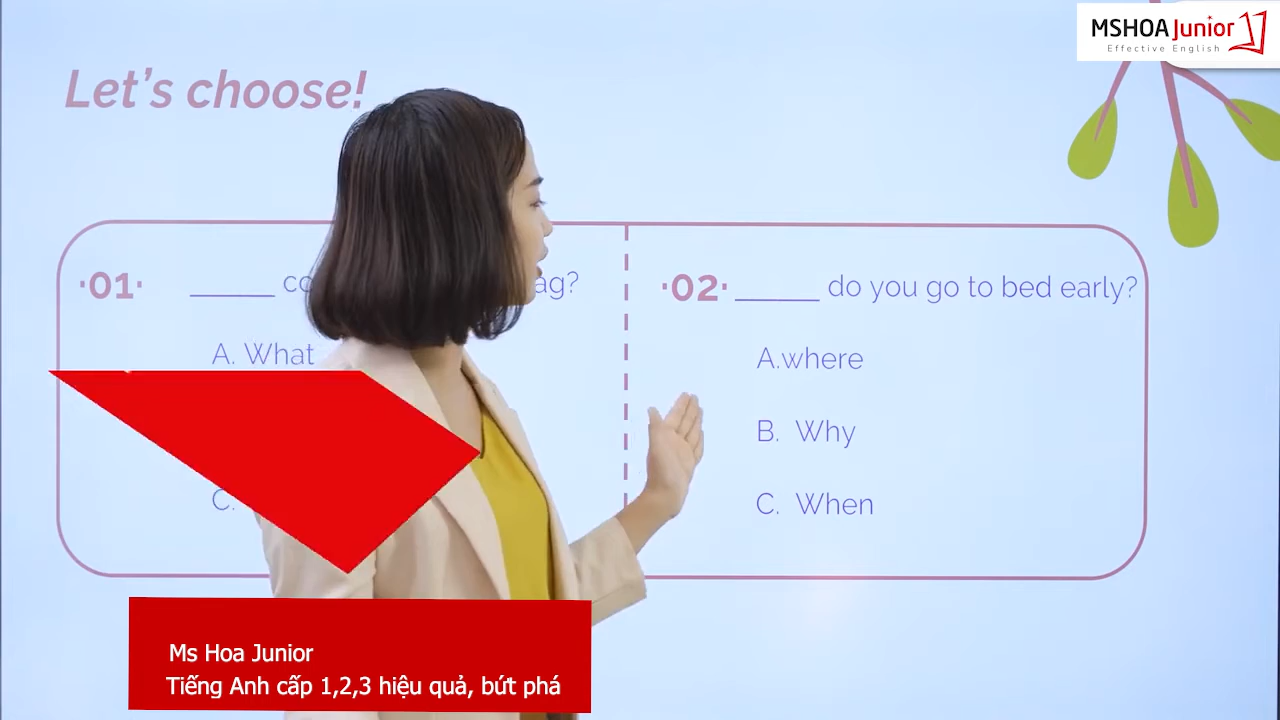 MSHOA Junior
Effective English
Let's choose!
·01· ______ ag?
A. What
C.
·02· ______ do you go to bed early?
A.where
B. Why
C. When
Ms Hoa Junior
Tiếng Anh cấp 1,2,3 hiệu quả, bứt phá